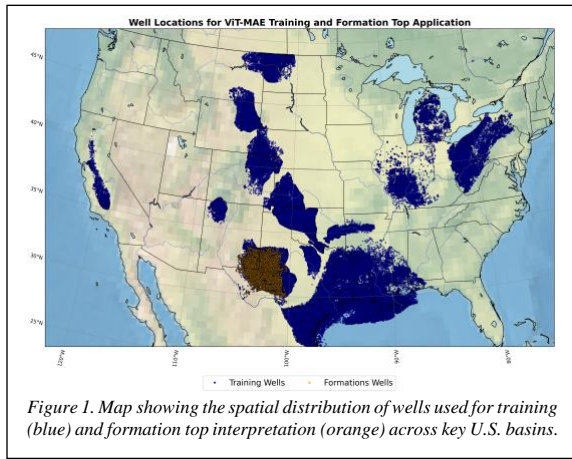 Well Locations for ViT-MAE Training and Formation Top Application
45°N
40°N
35°N
30°N
25°N
120°W
110°W
100°W
90°W
80°W
Training Wells
Formations Wells
Figure 1. Map showing the spatial distribution of wells used for training
(blue) and formation top interpretation (orange) across key U.S. basins.